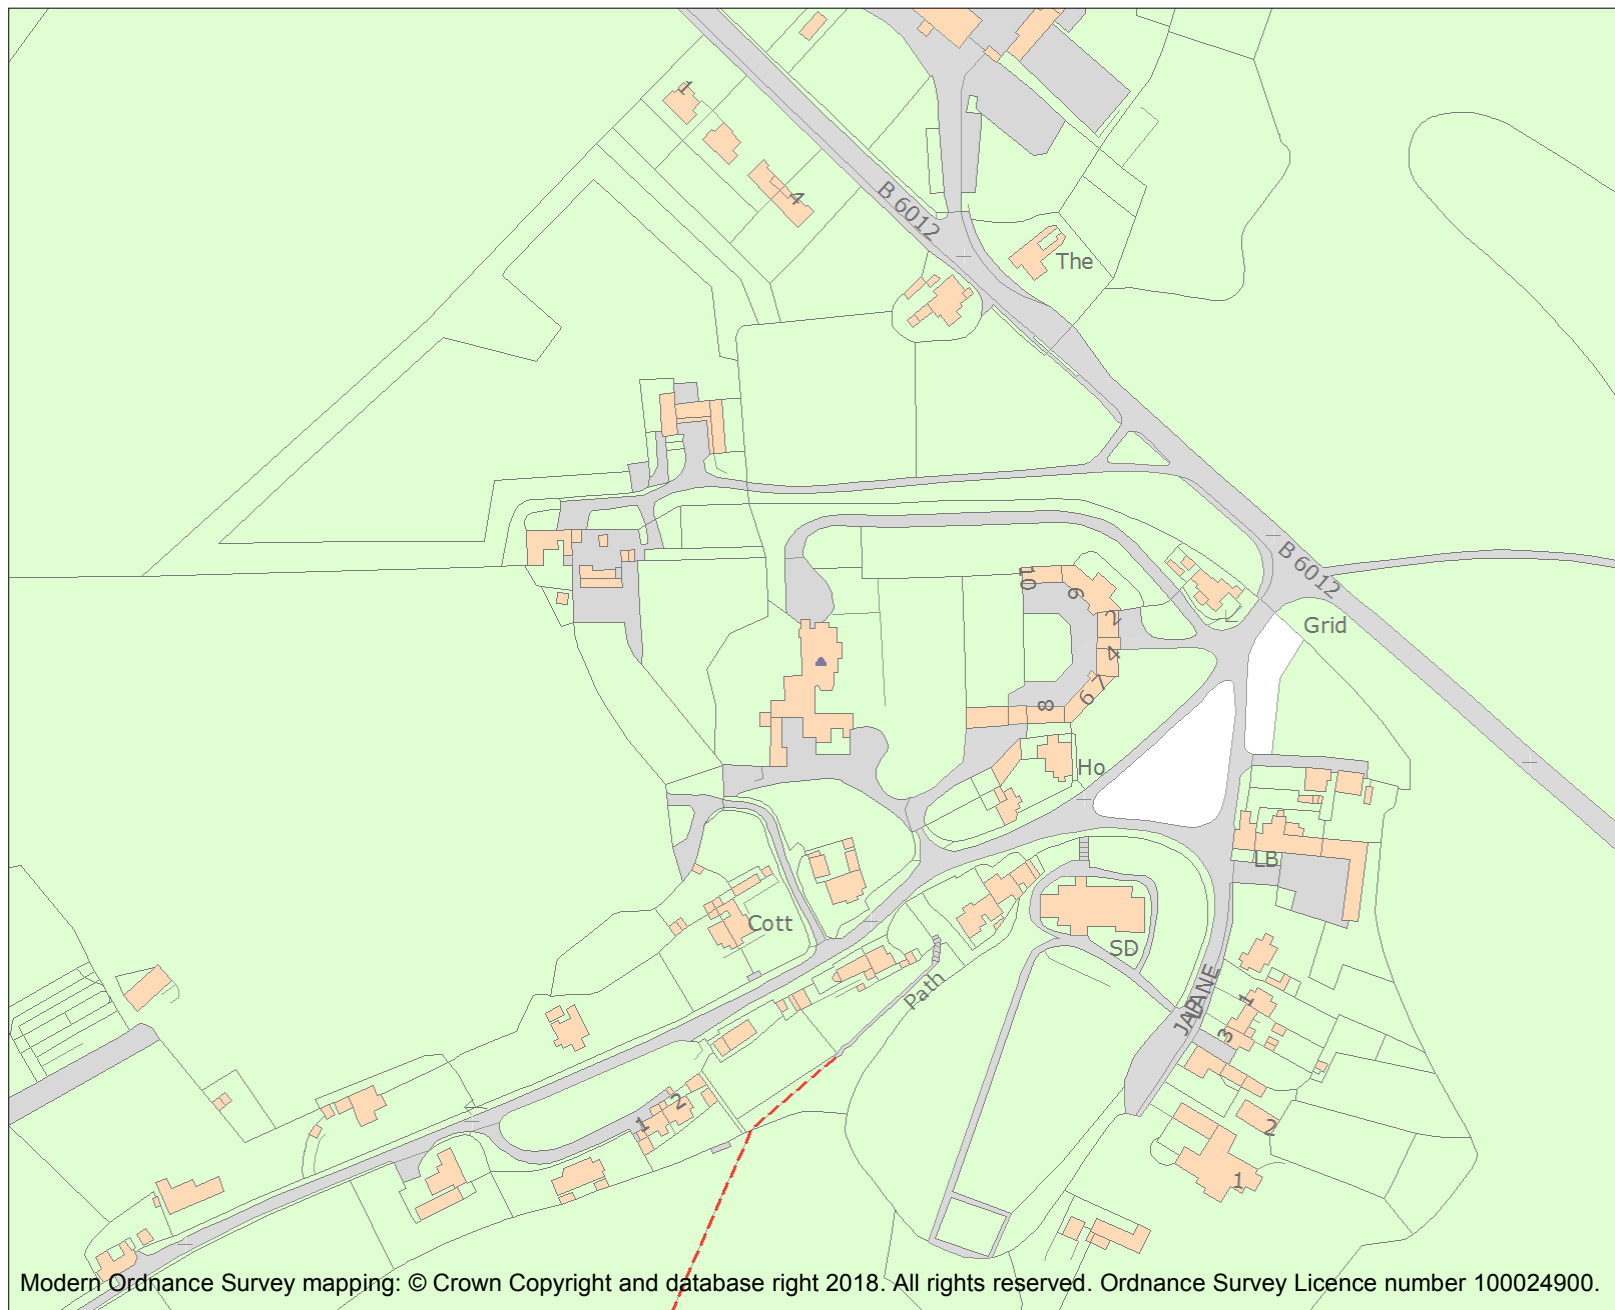 1
4
B 6012
The
10
9
2
4
7
6
8
B 6012
Grid
Ho
LB
Cott
SD
Path
JAP LANE
1
3
2
1
2
1
Modern Ordnance Survey mapping: © Crown Copyright and database right 2018. All rights reserved. Ordnance Survey Licence number 100024900.